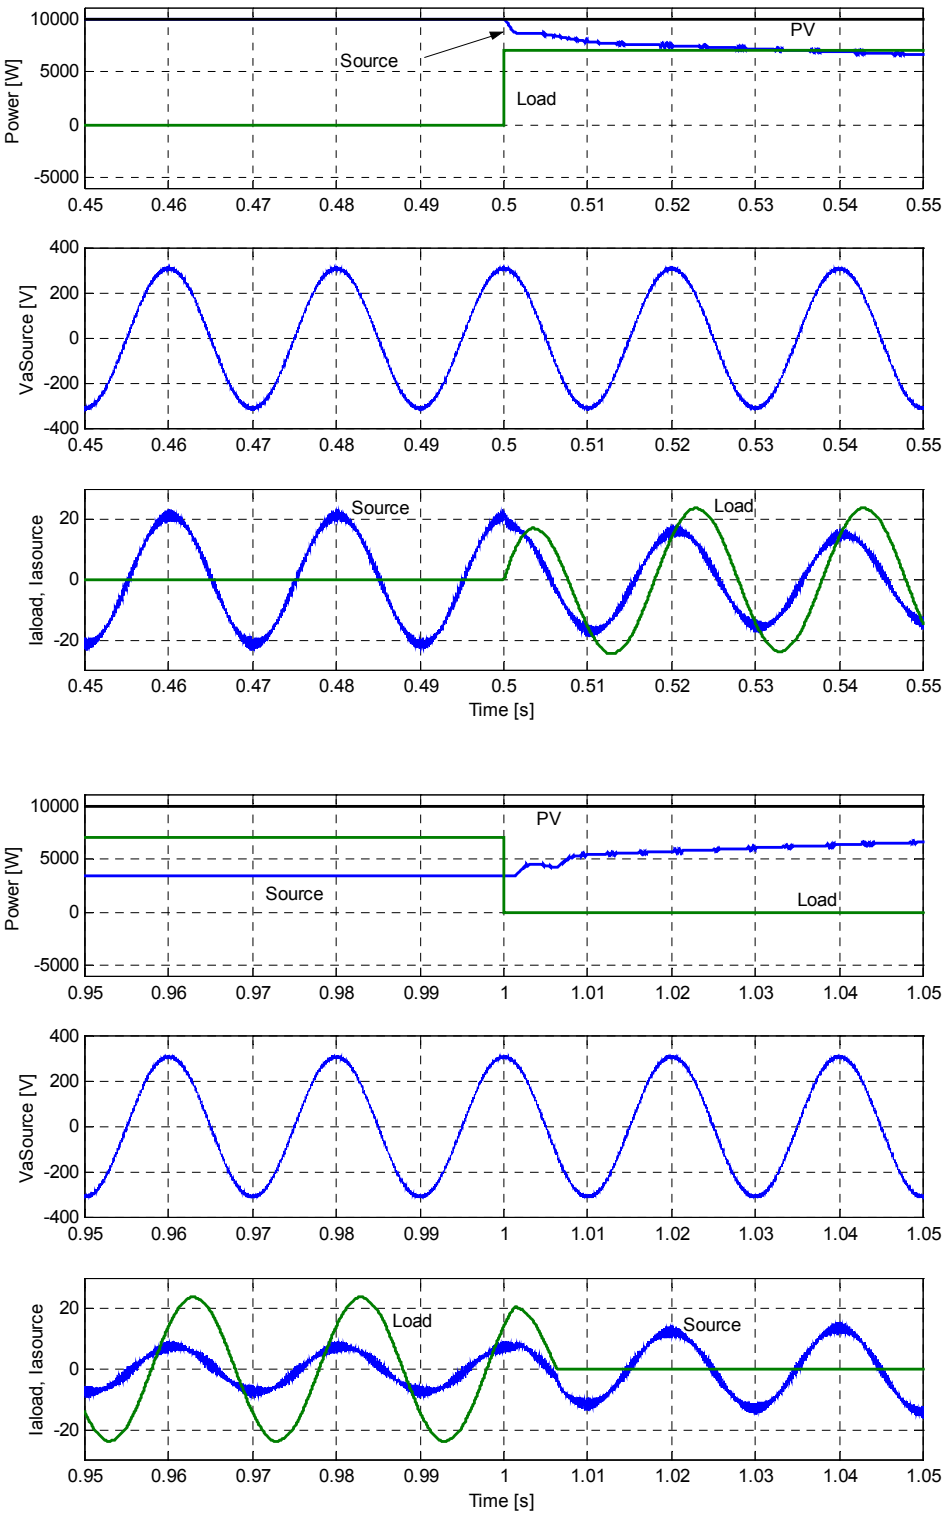 10000
PV
Source
5000
Load
0
-5000
Power [W]
0.45 0.46 0.47 0.48 0.49 0.5 0.51 0.52 0.53 0.54 0.55
400
200
0
-200
-400
VaSource [V]
0.45 0.46 0.47 0.48 0.49 0.5 0.51 0.52 0.53 0.54 0.55
Source
Load
20
0
-20
Iaload, Iasource
0.45 0.46 0.47 0.48 0.49 0.5 0.51 0.52 0.53 0.54 0.55
Time [s]
10000
PV
5000
Source
Load
0
-5000
Power [W]
0.95 0.96 0.97 0.98 0.99 1 1.01 1.02 1.03 1.04 1.05
400
200
0
-200
-400
VaSource [V]
0.95 0.96 0.97 0.98 0.99 1 1.01 1.02 1.03 1.04 1.05
20
Load
Source
0
-20
Iaload, Iasource
0.95 0.96 0.97 0.98 0.99 1 1.01 1.02 1.03 1.04 1.05
Time [s]